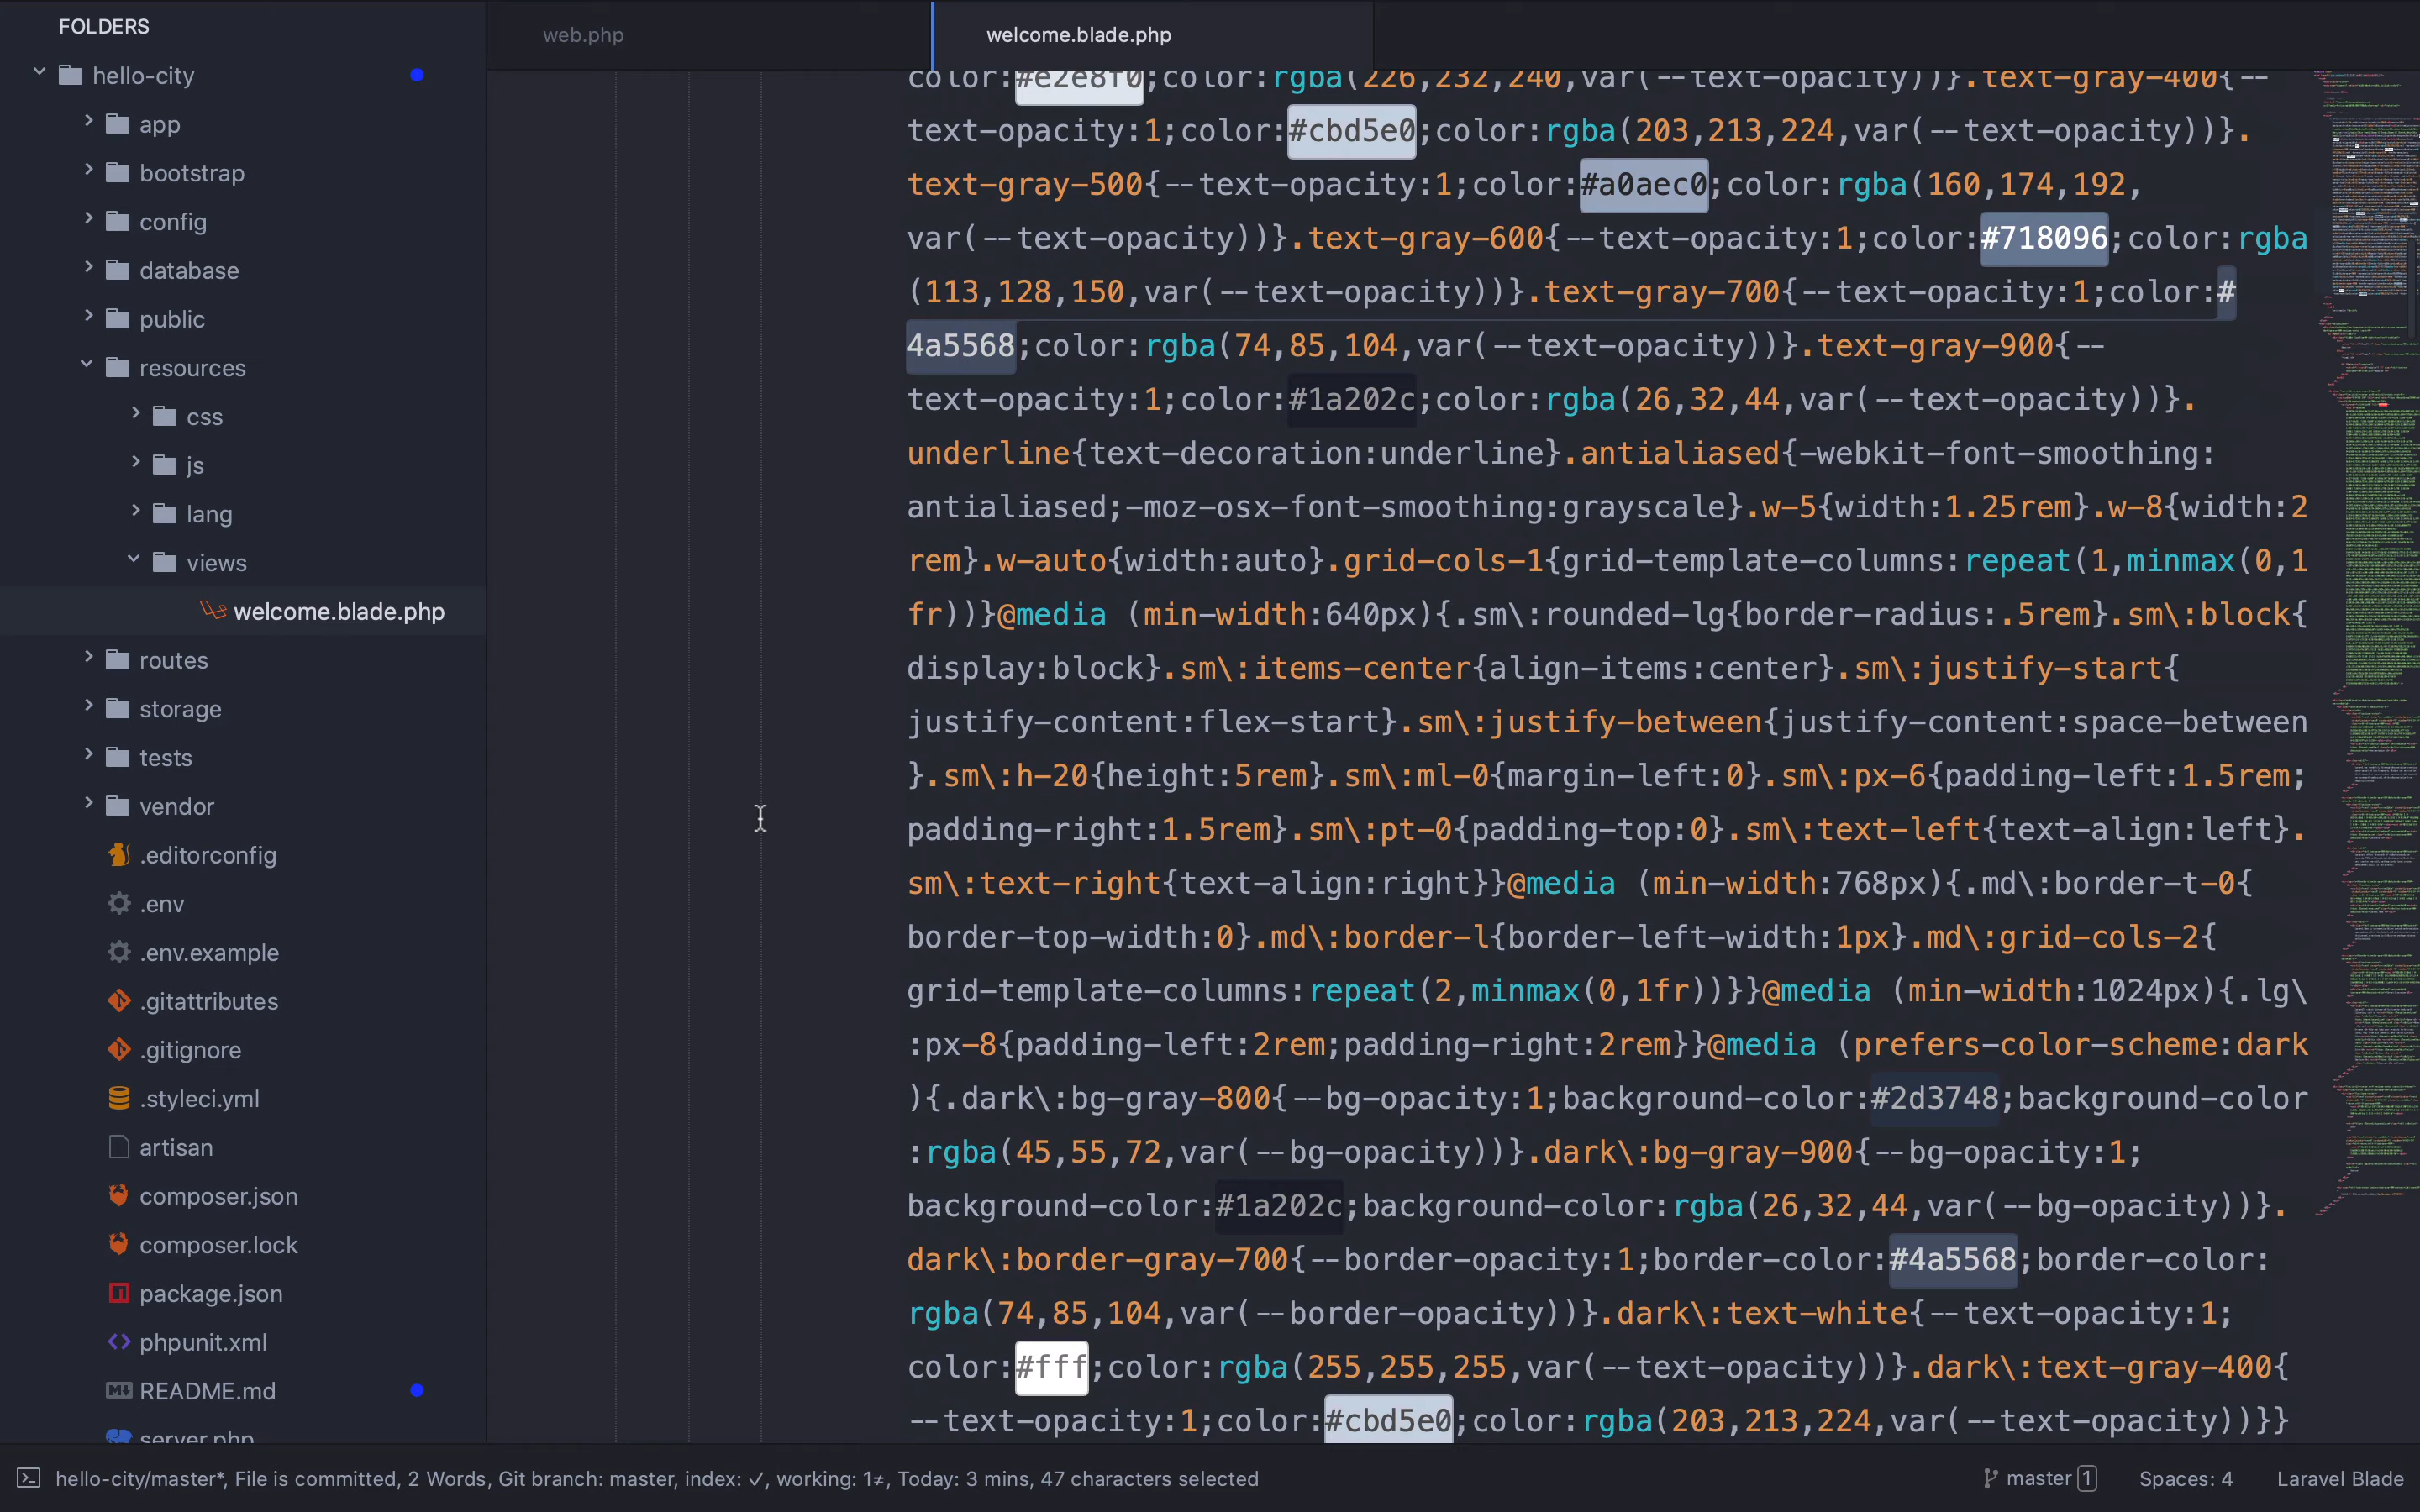 FOLDERS
hello-city
app
bootstrap
config
database
public
resources
css
js
lang
views
welcome.blade.php
routes
storage
tests
vendor
.editorconfig
.env
.env.example
.gitattributes
.gitignore
.styleci.yml
artisan
composer.json
composer.lock
package.json
phpunit.xml
README.md
server.php
web.php
welcome.blade.php
color:#e2e8f0;color:rgba(226,232,240,var(--text-opacity))}.text-gray-400{--
text-opacity:1;color:#cbd5e0;color:rgba(203,213,224,var(--text-opacity))}.
text-gray-500{--text-opacity:1;color:#a0aec0;color:rgba(160,174,192,
var(--text-opacity))}.text-gray-600{--text-opacity:1;color:#718096;color:rgba
(113,128,150,var(--text-opacity))}.text-gray-700{--text-opacity:1;color:#
4a5568;color:rgba(74,85,104,var(--text-opacity))}.text-gray-900{--
text-opacity:1;color:#1a202c;color:rgba(26,32,44,var(--text-opacity))}.
underline{text-decoration:underline}.antialiased{-webkit-font-smoothing:
antialiased;-moz-osx-font-smoothing:grayscale}.w-5{width:1.25rem}.w-8{width:2
rem}.w-auto{width:auto}.grid-cols-1{grid-template-columns:repeat(1,minmax(0,1
fr))}@media (min-width:640px){.sm\:rounded-lg{border-radius:.5rem}.sm\:block{
display:block}.sm\:items-center{align-items:center}.sm\:justify-start{
justify-content:flex-start}.sm\:justify-between{justify-content:space-between
}.sm\:h-20{height:5rem}.sm\:ml-0{margin-left:0}.sm\:px-6{padding-left:1.5rem;
padding-right:1.5rem}.sm\:pt-0{padding-top:0}.sm\:text-left{text-align:left}.
sm\:text-right{text-align:right}}@media (min-width:768px){.md\:border-t-0{
border-top-width:0}.md\:border-l{border-left-width:1px}.md\:grid-cols-2{
grid-template-columns:repeat(2,minmax(0,1fr))}}@media (min-width:1024px){.lg\
:px-8{padding-left:2rem;padding-right:2rem}}@media (prefers-color-scheme:dark
){.dark\:bg-gray-800{--bg-opacity:1;background-color:#2d3748;background-color
:rgba(45,55,72,var(--bg-opacity))}.dark\:bg-gray-900{--bg-opacity:1;
background-color:#1a202c;background-color:rgba(26,32,44,var(--bg-opacity))}.
dark\:border-gray-700{--border-opacity:1;border-color:#4a5568;border-color:
rgba(74,85,104,var(--border-opacity))}.dark\:text-white{--text-opacity:1;
color:#fff;color:rgba(255,255,255,var(--text-opacity))}.dark\:text-gray-400{
--text-opacity:1;color:#cbd5e0;color:rgba(203,213,224,var(--text-opacity))}}
hello-city/master*, File is committed, 2 Words, Git branch: master, index: ✓, working: 1≠, Today: 3 mins, 47 characters selected
master 1
Spaces: 4
Laravel Blade